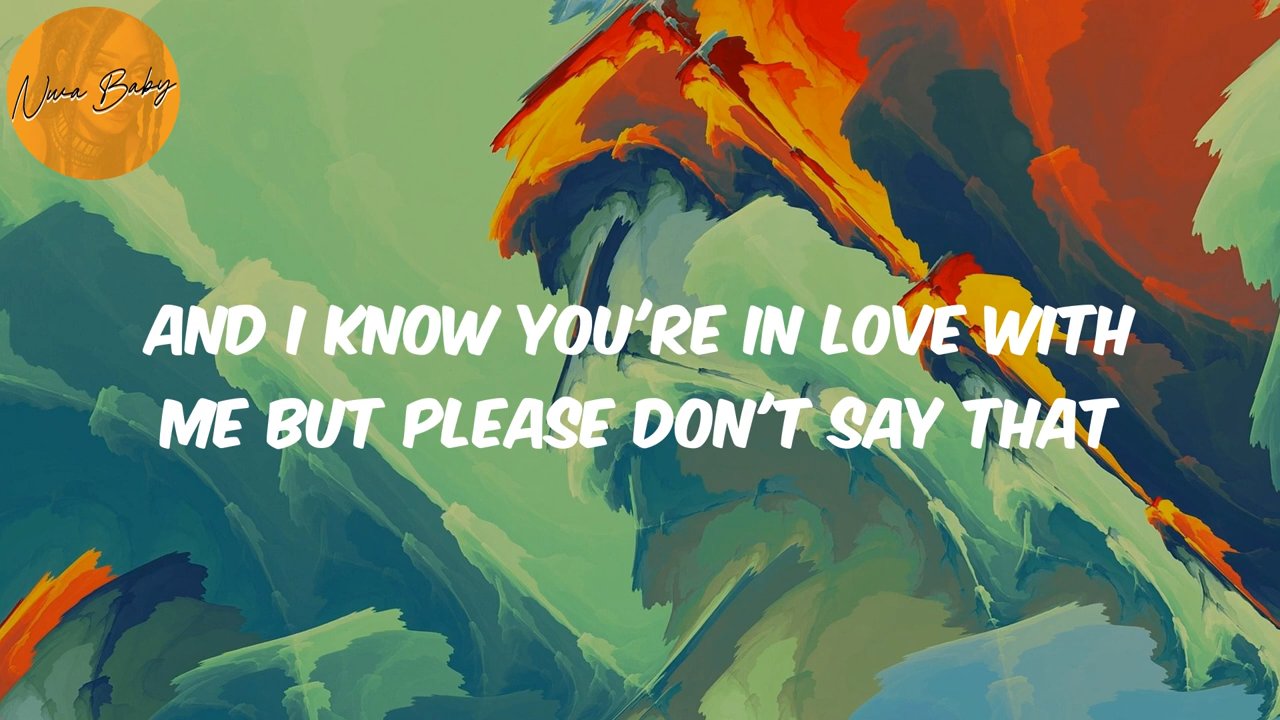 Nwa Baby
AND I KNOW YOU'RE IN LOVE WITH
ME BUT PLEASE DON'T SAY THAT